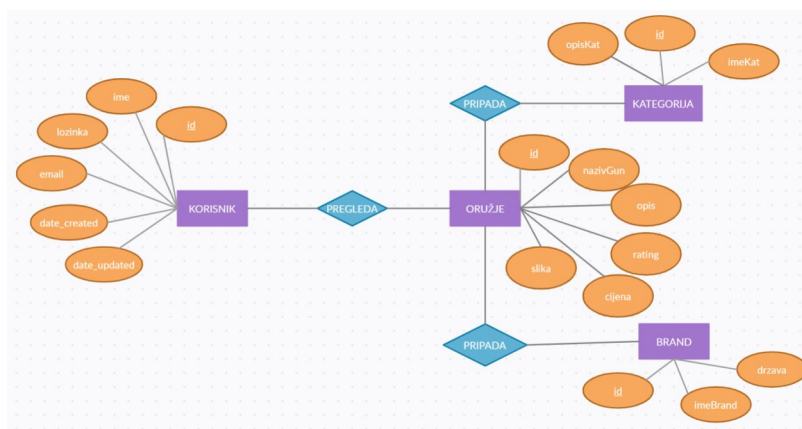 opisKat
id
imeKat
KATEGORIJA
PRIPADA
ime
id
lozinka
email
date_created
date_updated
KORISNIK
PREGLEDA
ORUŽJE
id
nazivGun
opis
rating
cijena
slika
PRIPADA
BRAND
drzava
id
imeBrand